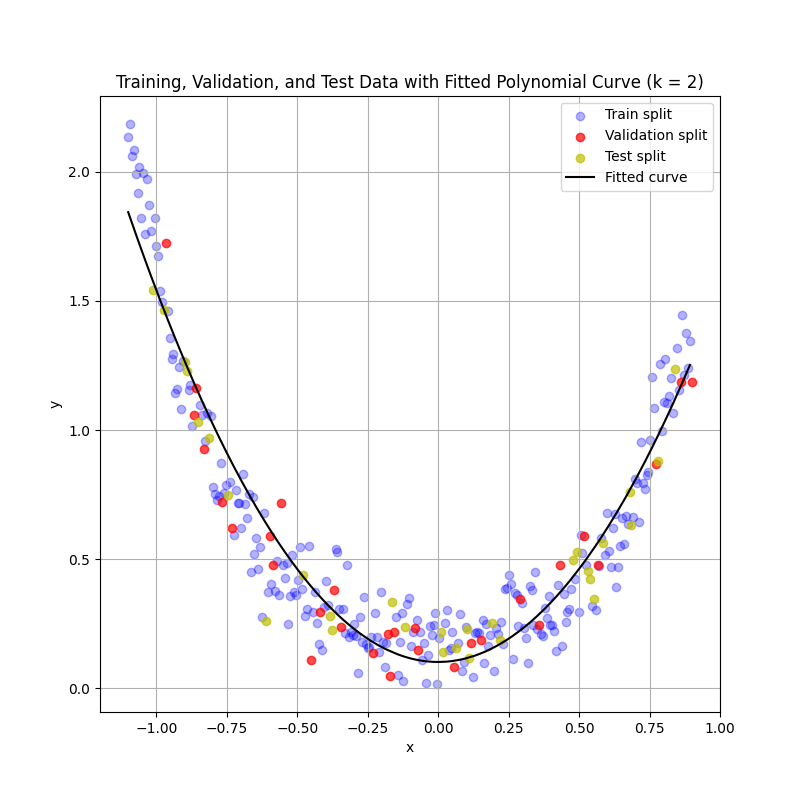 Training, Validation, and Test Data with Fitted Polynomial Curve (k = 2)
Train split
Validation split
Test split
Fitted curve
y
2.0
1.5
1.0
0.5
0.0
−1.00 −0.75 −0.50 −0.25 0.00 0.25 0.50 0.75 1.00
x